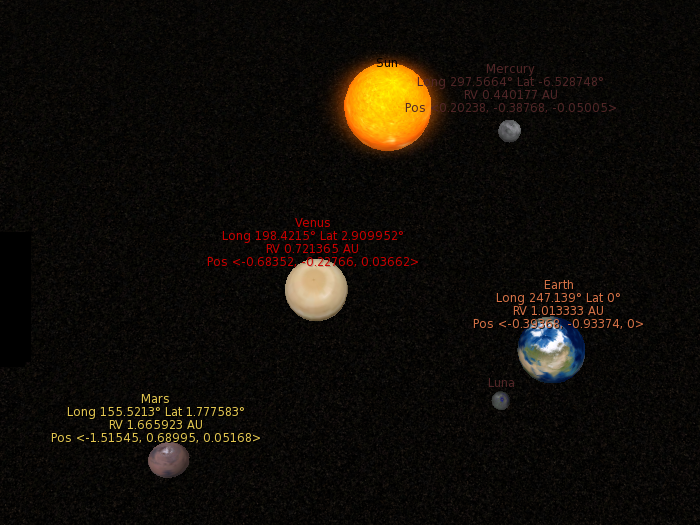 Sun
Mercury
Long 297.5664° Lat -6.528748°
RV 0.440177 AU
Pos <0.20238, -0.38768, -0.05005>
Venus
Long 198.4215° Lat 2.909952°
RV 0.721365 AU
Pos <-0.68352, -0.22766, 0.03662>
Earth
Long 247.139° Lat 0°
RV 1.013333 AU
Pos <-0.39368, -0.93374, 0>
Luna
Mars
Long 155.5213° Lat 1.777583°
RV 1.665923 AU
Pos <-1.51545, 0.68995, 0.05168>